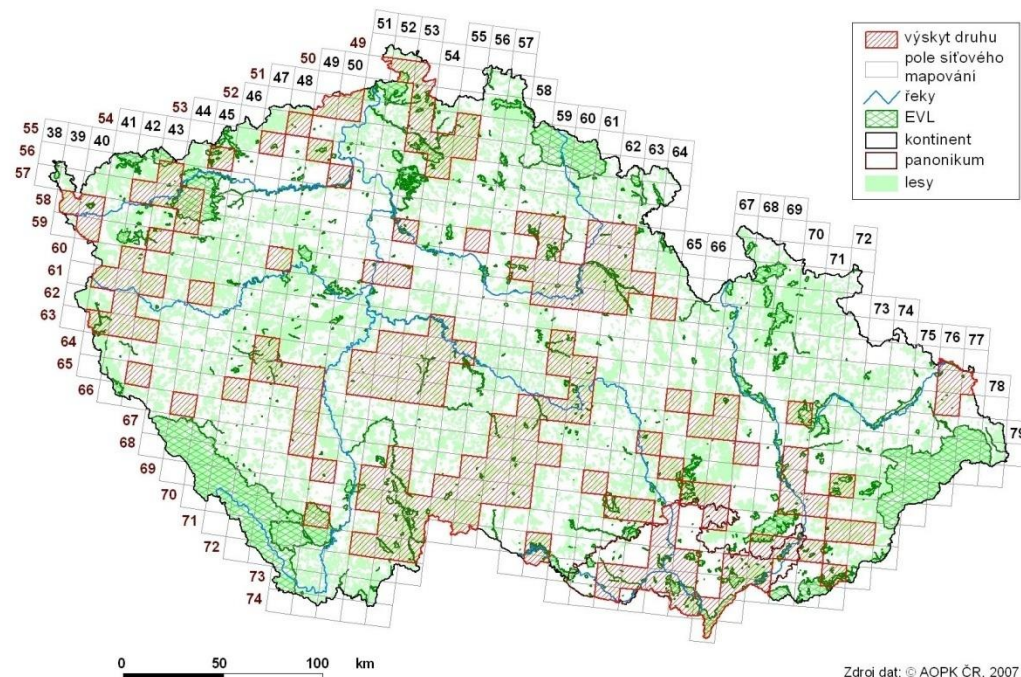 51 52 53 55 56 57
49 54
50 49 50 58
51 47 48 59 60 61
52 46 62 63 64
53 44 45
54 41 42 43
55 38 39 40
56
57
58
59
60
61
62
63
64
65
66
67
68
69
70
71
72
73
74
65 66 67 68 69
70 71 72
73 74
75 76 77
78
79
výskyt druhu
pole síťového
mapování
řeky
EVL
kontinent
panonikum
lesy
0 50 100 km
Zdroj dat: © AOPK ČR, 2007